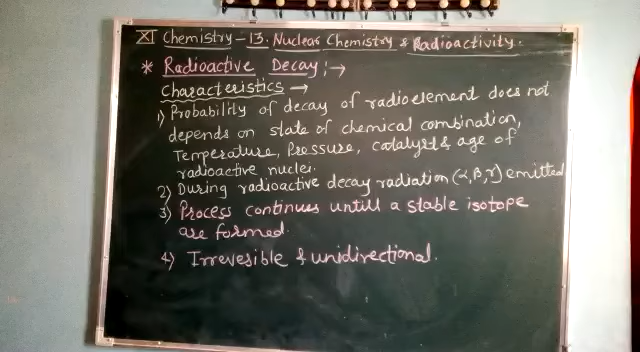 XI Chemistry - 13. Nuclear Chemistry & Radioactivity.
* Radioactive Decay :→
Characteristics →
1) Probability of decay of radioelement does not
depends on state of chemical combination,
Temperature, Pressure, catalyst & age of
radioactive nuclei.
2) During radioactive decay radiation (α, β, γ) emitted
3) Process continues untill a stable isotope
are formed.
4) Irrevesible & unidirectional.